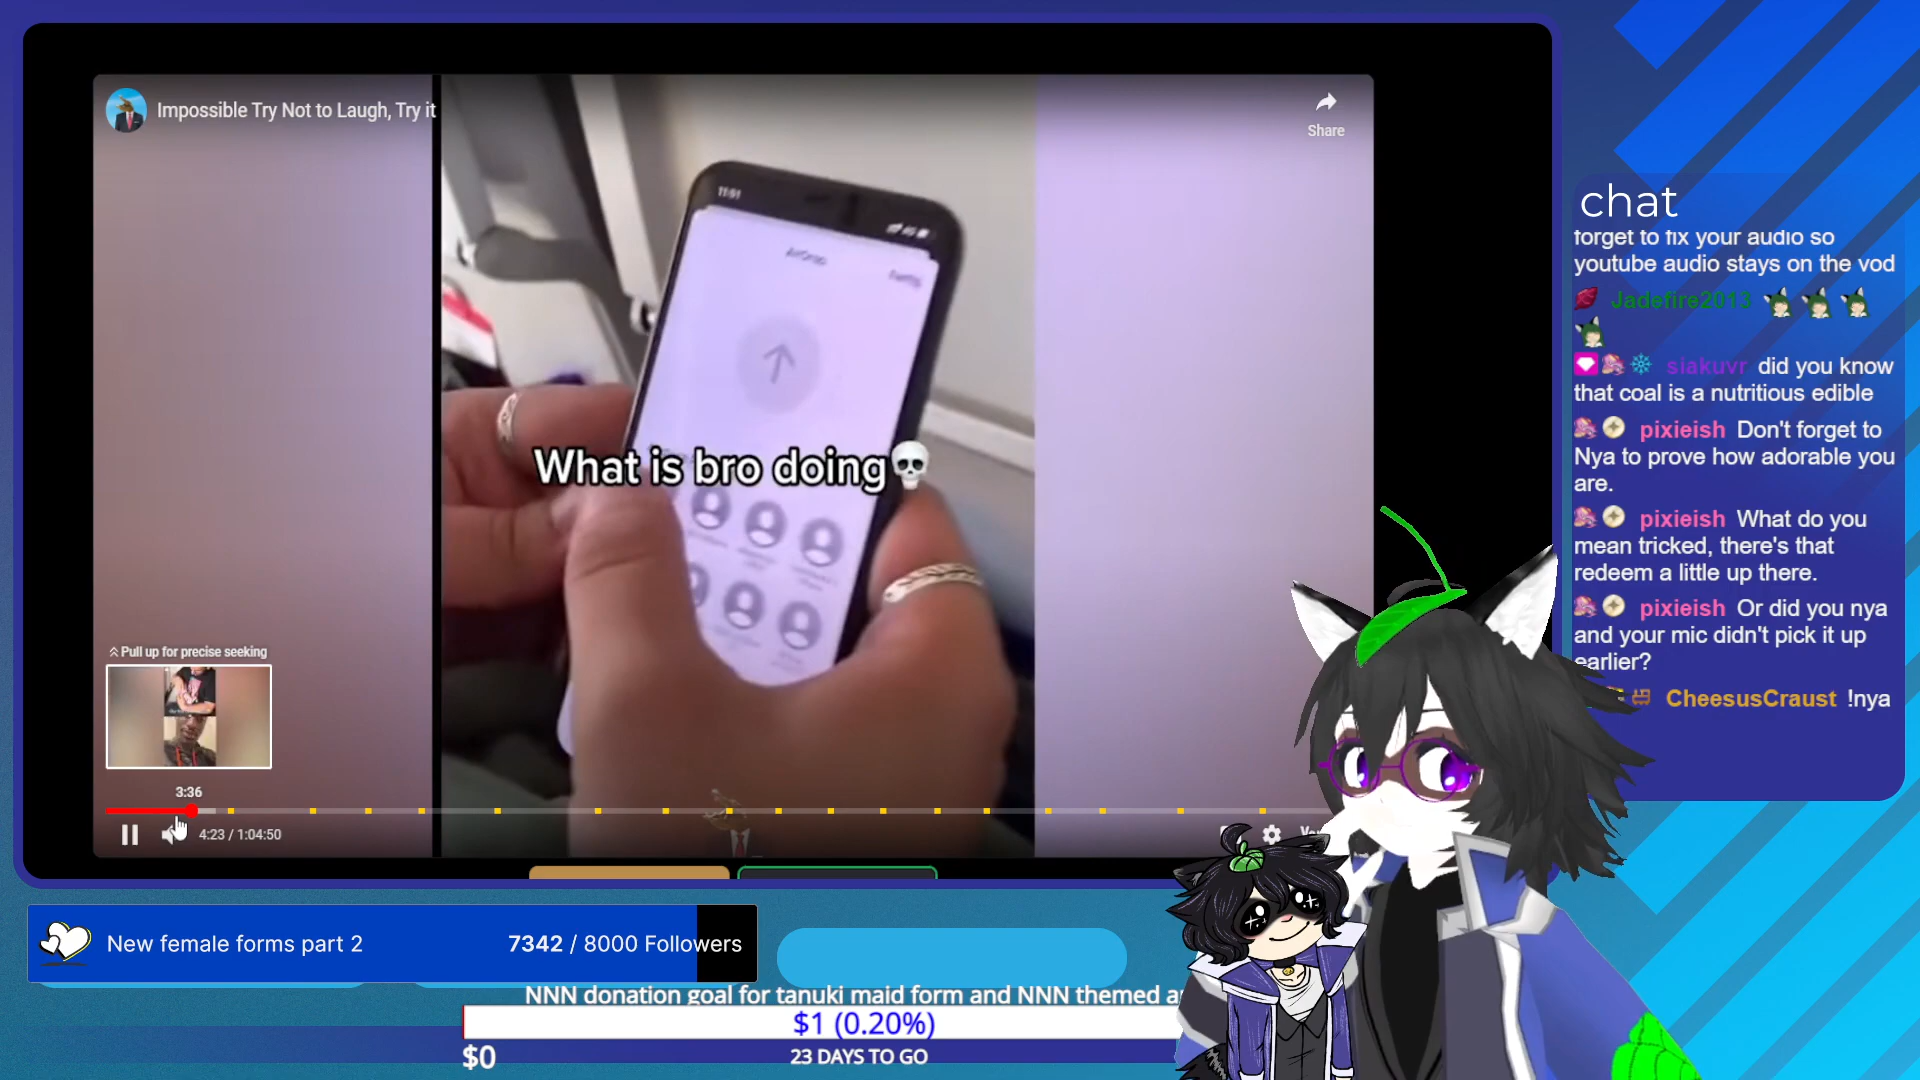 Impossible Try Not to Laugh, Try it
Share
11:51
AirDrop
What is bro doing💀
Pull up for precise seeking
3:36
4:23 / 1:04:50
chat
forget to fix your audio so
youtube audio stays on the vod
Jadefire2013
siakuvr did you know
that coal is a nutritious edible
pixieish Don't forget to
Nya to prove how adorable you
are.
pixieish What do you
mean tricked, there's that
redeem a little up there.
pixieish Or did you nya
and your mic didn't pick it up
earlier?
CheesusCraust !nya
New female forms part 2
7342 / 8000 Followers
NNN donation goal for tanuki maid form and NNN themed
$1 (0.20%)
$0
23 DAYS TO GO